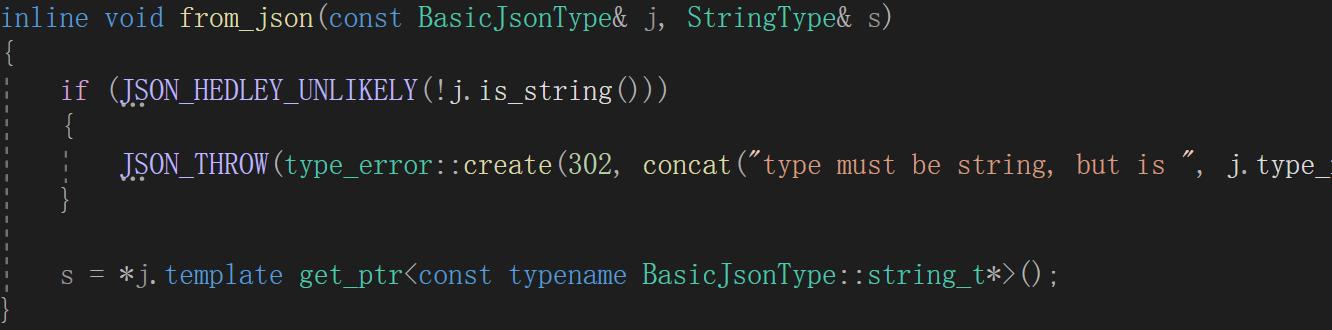 inline void from_json(const BasicJsonType& j, StringType& s)
{
if (JSON_HEDLEY_UNLIKELY(!j.is_string()))
{
JSON_THROW(type_error::create(302, concat("type must be string, but is ", j.type_
}
s = *j.template get_ptr<const typename BasicJsonType::string_t*>();
}